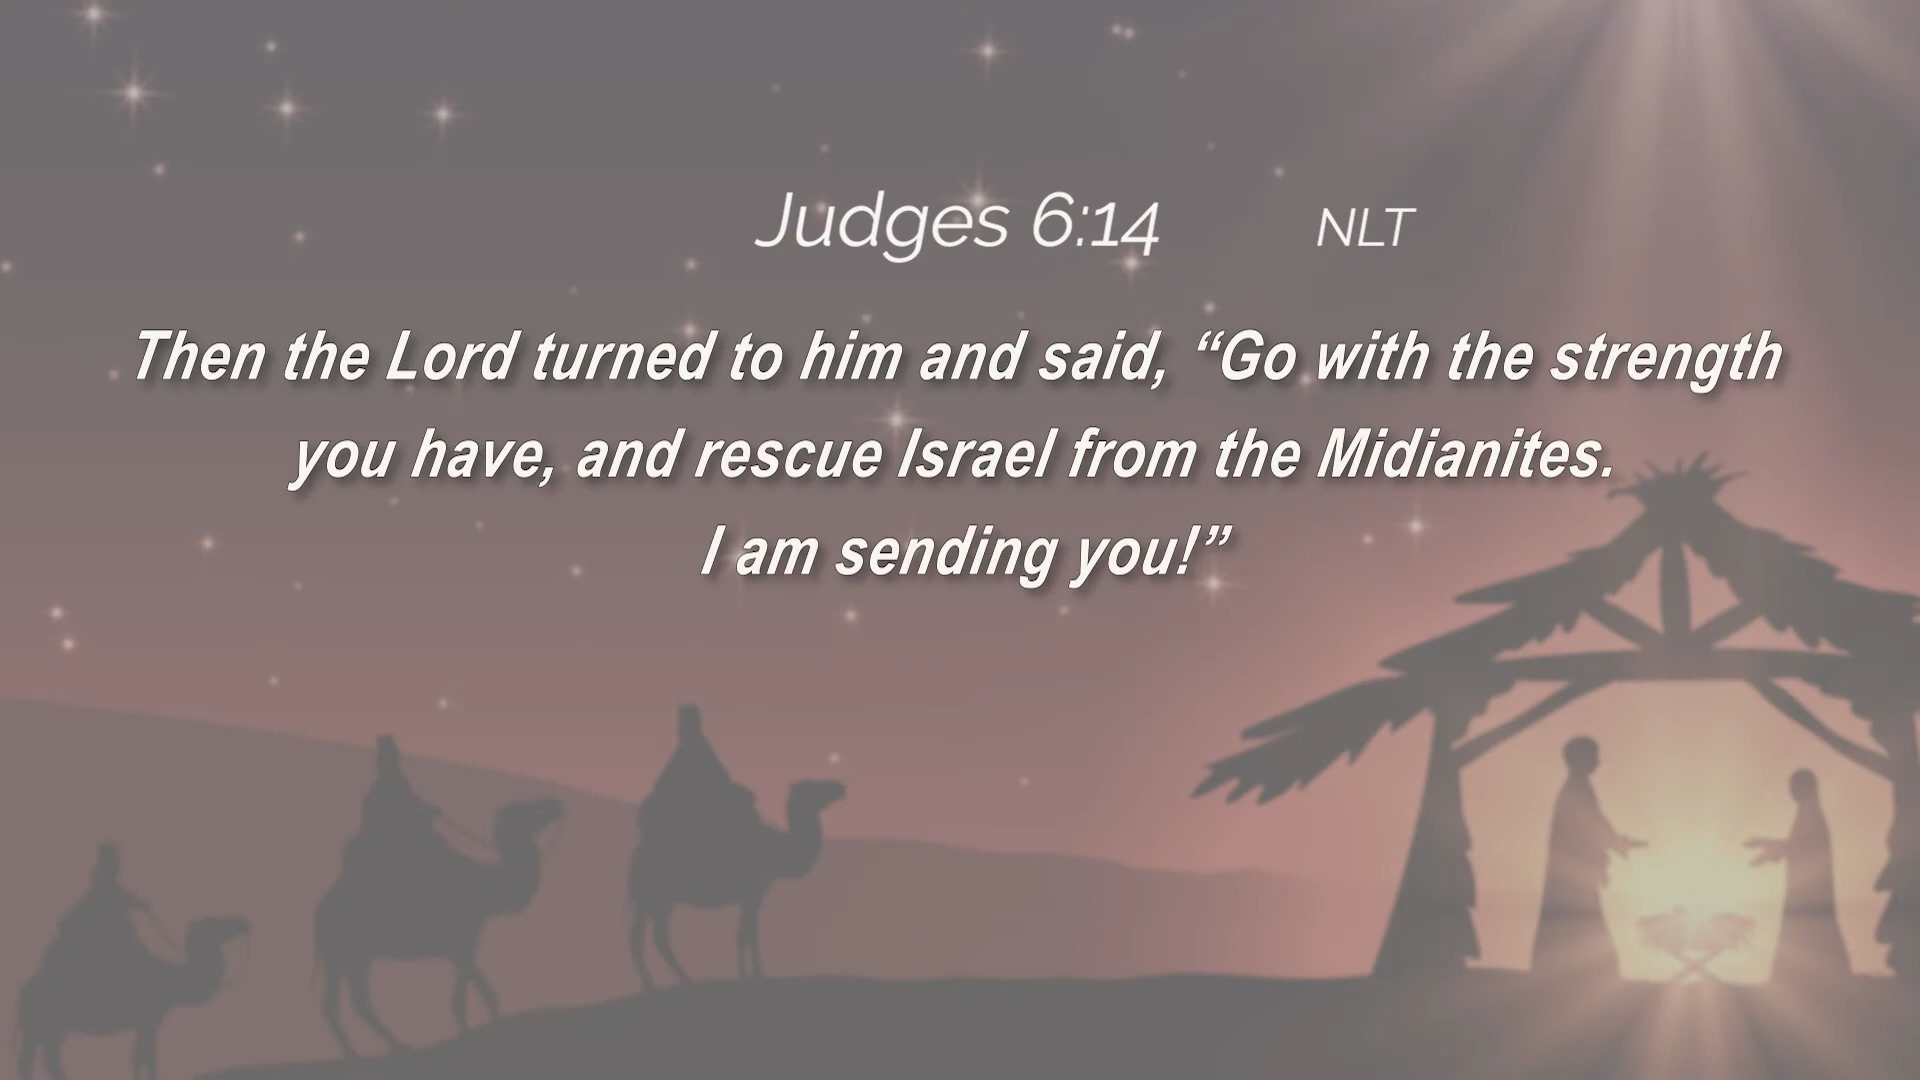 Judges 6:14 NLT
Then the Lord turned to him and said, “Go with the strength
you have, and rescue Israel from the Midianites.
I am sending you!”